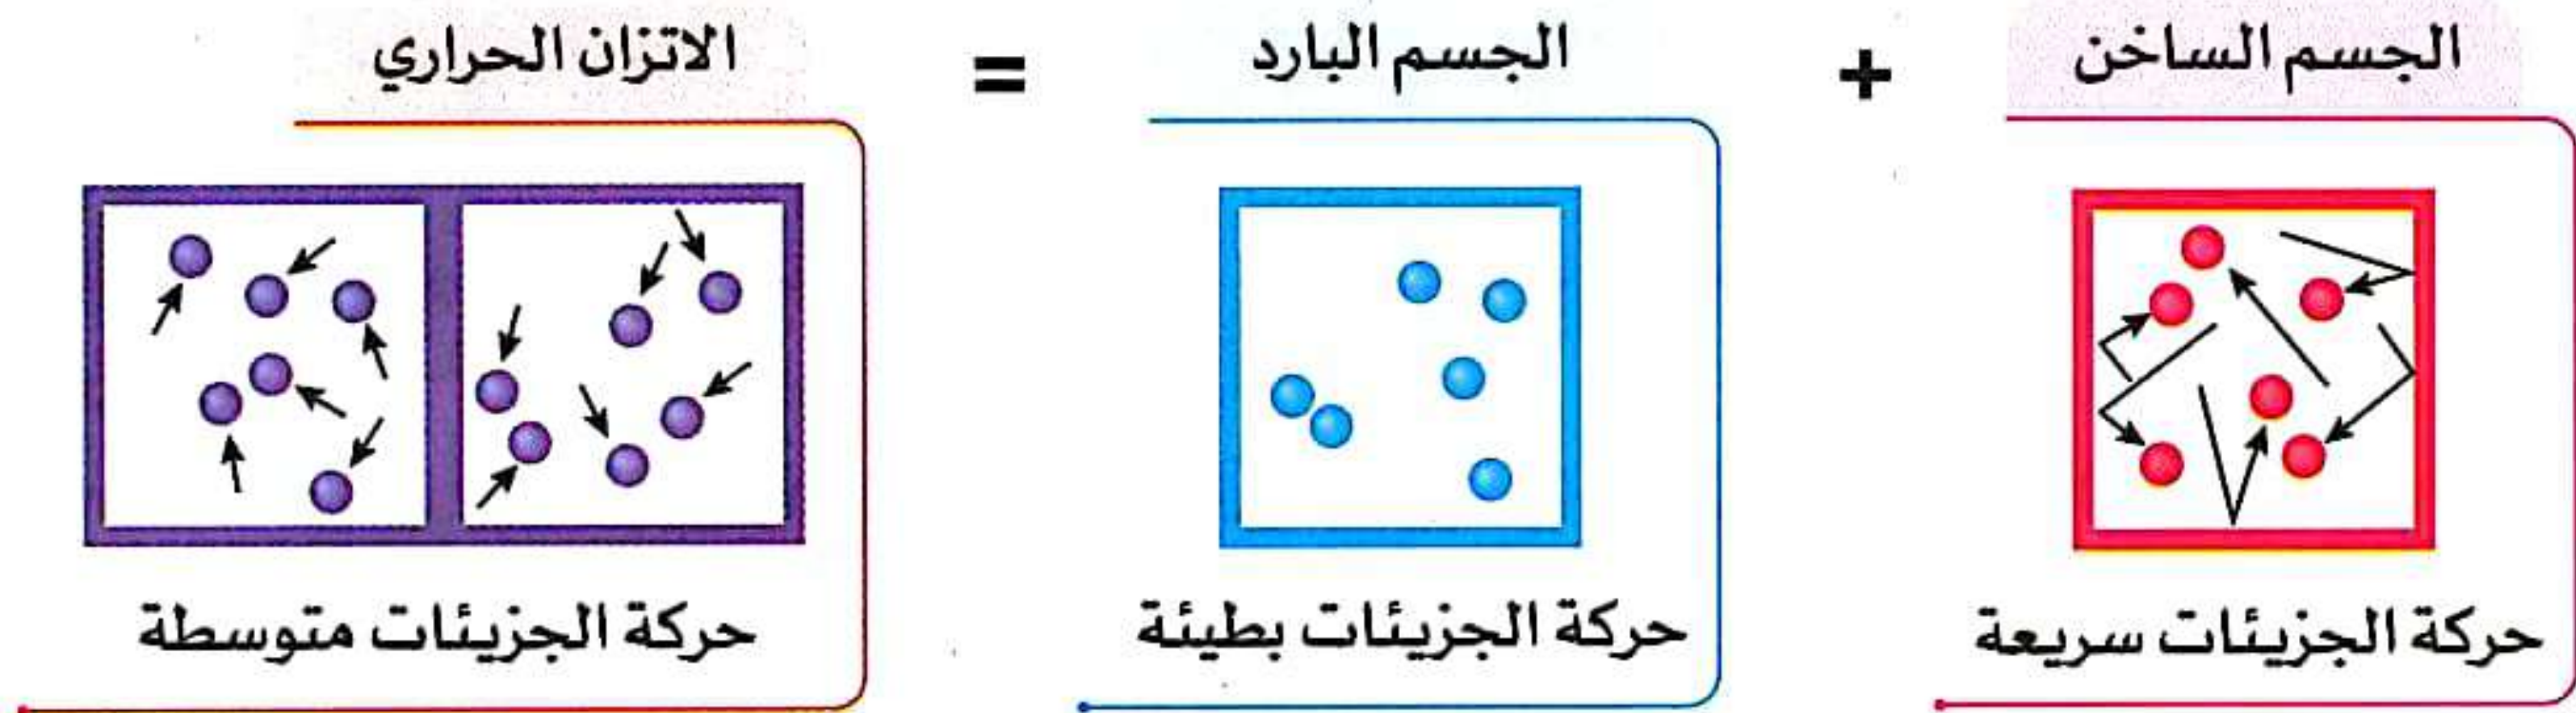 الجسم الساخن
+
الجسم البارد
=
الاتزان الحراري
حركة الجزيئات سريعة
حركة الجزيئات بطيئة
حركة الجزيئات متوسطة